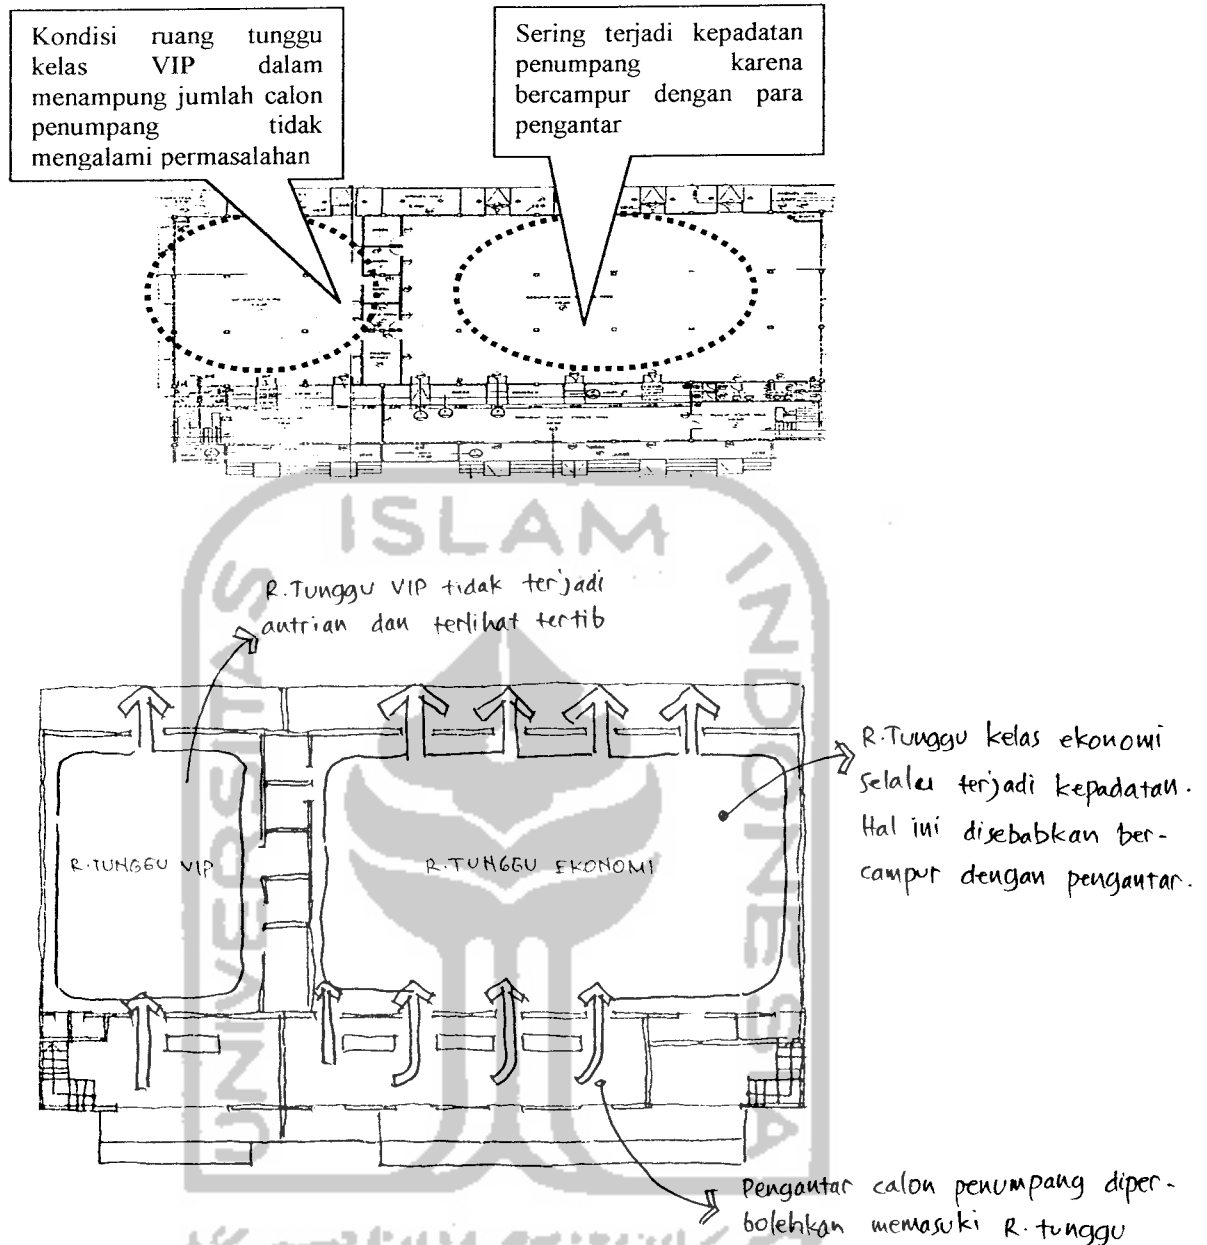 Kondisi ruang tunggu
kelas VIP dalam
menampung jumlah calon
penumpang tidak
mengalami permasalahan
Sering terjadi kepadatan
penumpang karena
bercampur dengan para
pengantar
ISLAM
UNIVERSITAS
INDONESIA
R.Tunggu VIP tidak terjadi
antrian dan terlihat tertib
R.TUNGGU VIP
R.TUNGGU EKONOMI
R.Tunggu kelas ekonomi
selalu terjadi kepadatan.
Hal ini disebabkan ber-
campur dengan pengantar.
Pengantar calon penumpang diper-
bolehkan memasuki R.tunggu